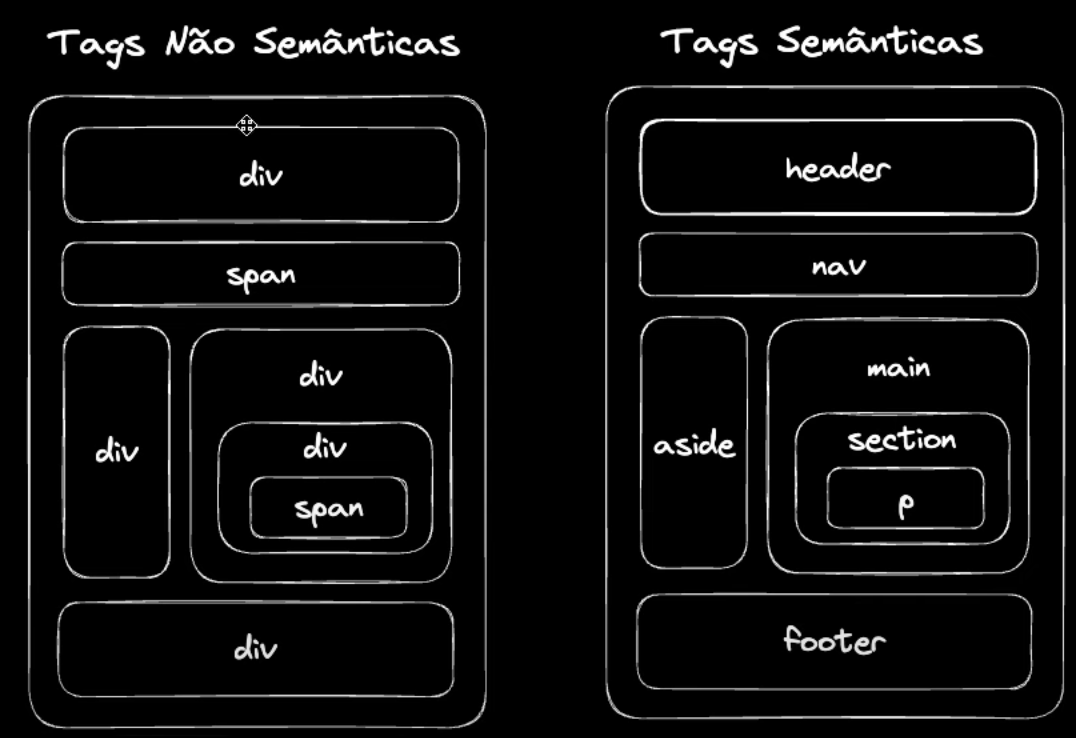 Tags Não Semânticas
div
span
div
div
div
span
div
Tags Semânticas
header
nav
aside
main
section
p
footer